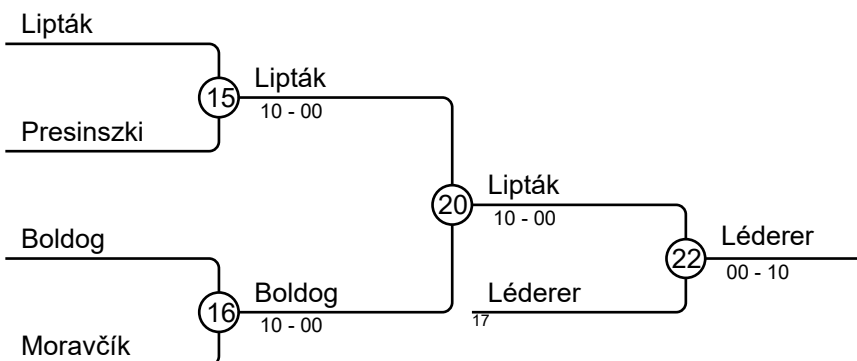 Lipták
15
Lipták
10 - 00
Presinszki
20
Lipták
10 - 00
Boldog
16
Boldog
10 - 00
Moravčík
Léderer
17
22
Léderer
00 - 10